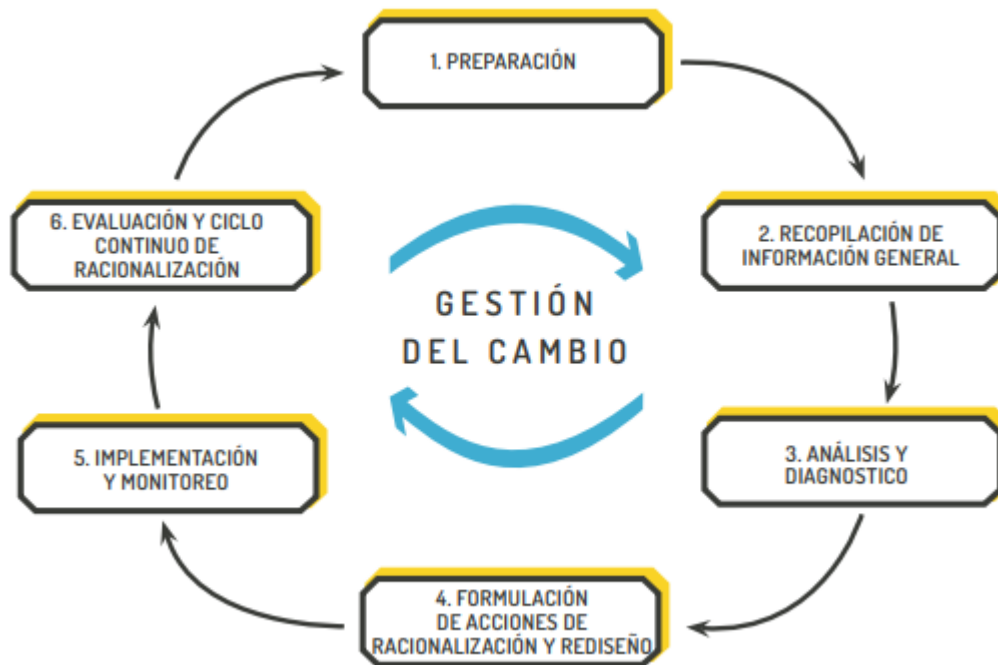 1. PREPARACIÓN
2. RECOPILACIÓN DE
INFORMACIÓN GENERAL
3. ANÁLISIS Y
DIAGNOSTICO
4. FORMULACIÓN
DE ACCIONES DE
RACIONALIZACIÓN Y REDISEÑO
5. IMPLEMENTACIÓN
Y MONITOREO
6. EVALUACIÓN Y CICLO
CONTINUO DE
RACIONALIZACIÓN
GESTIÓN
DEL CAMBIO